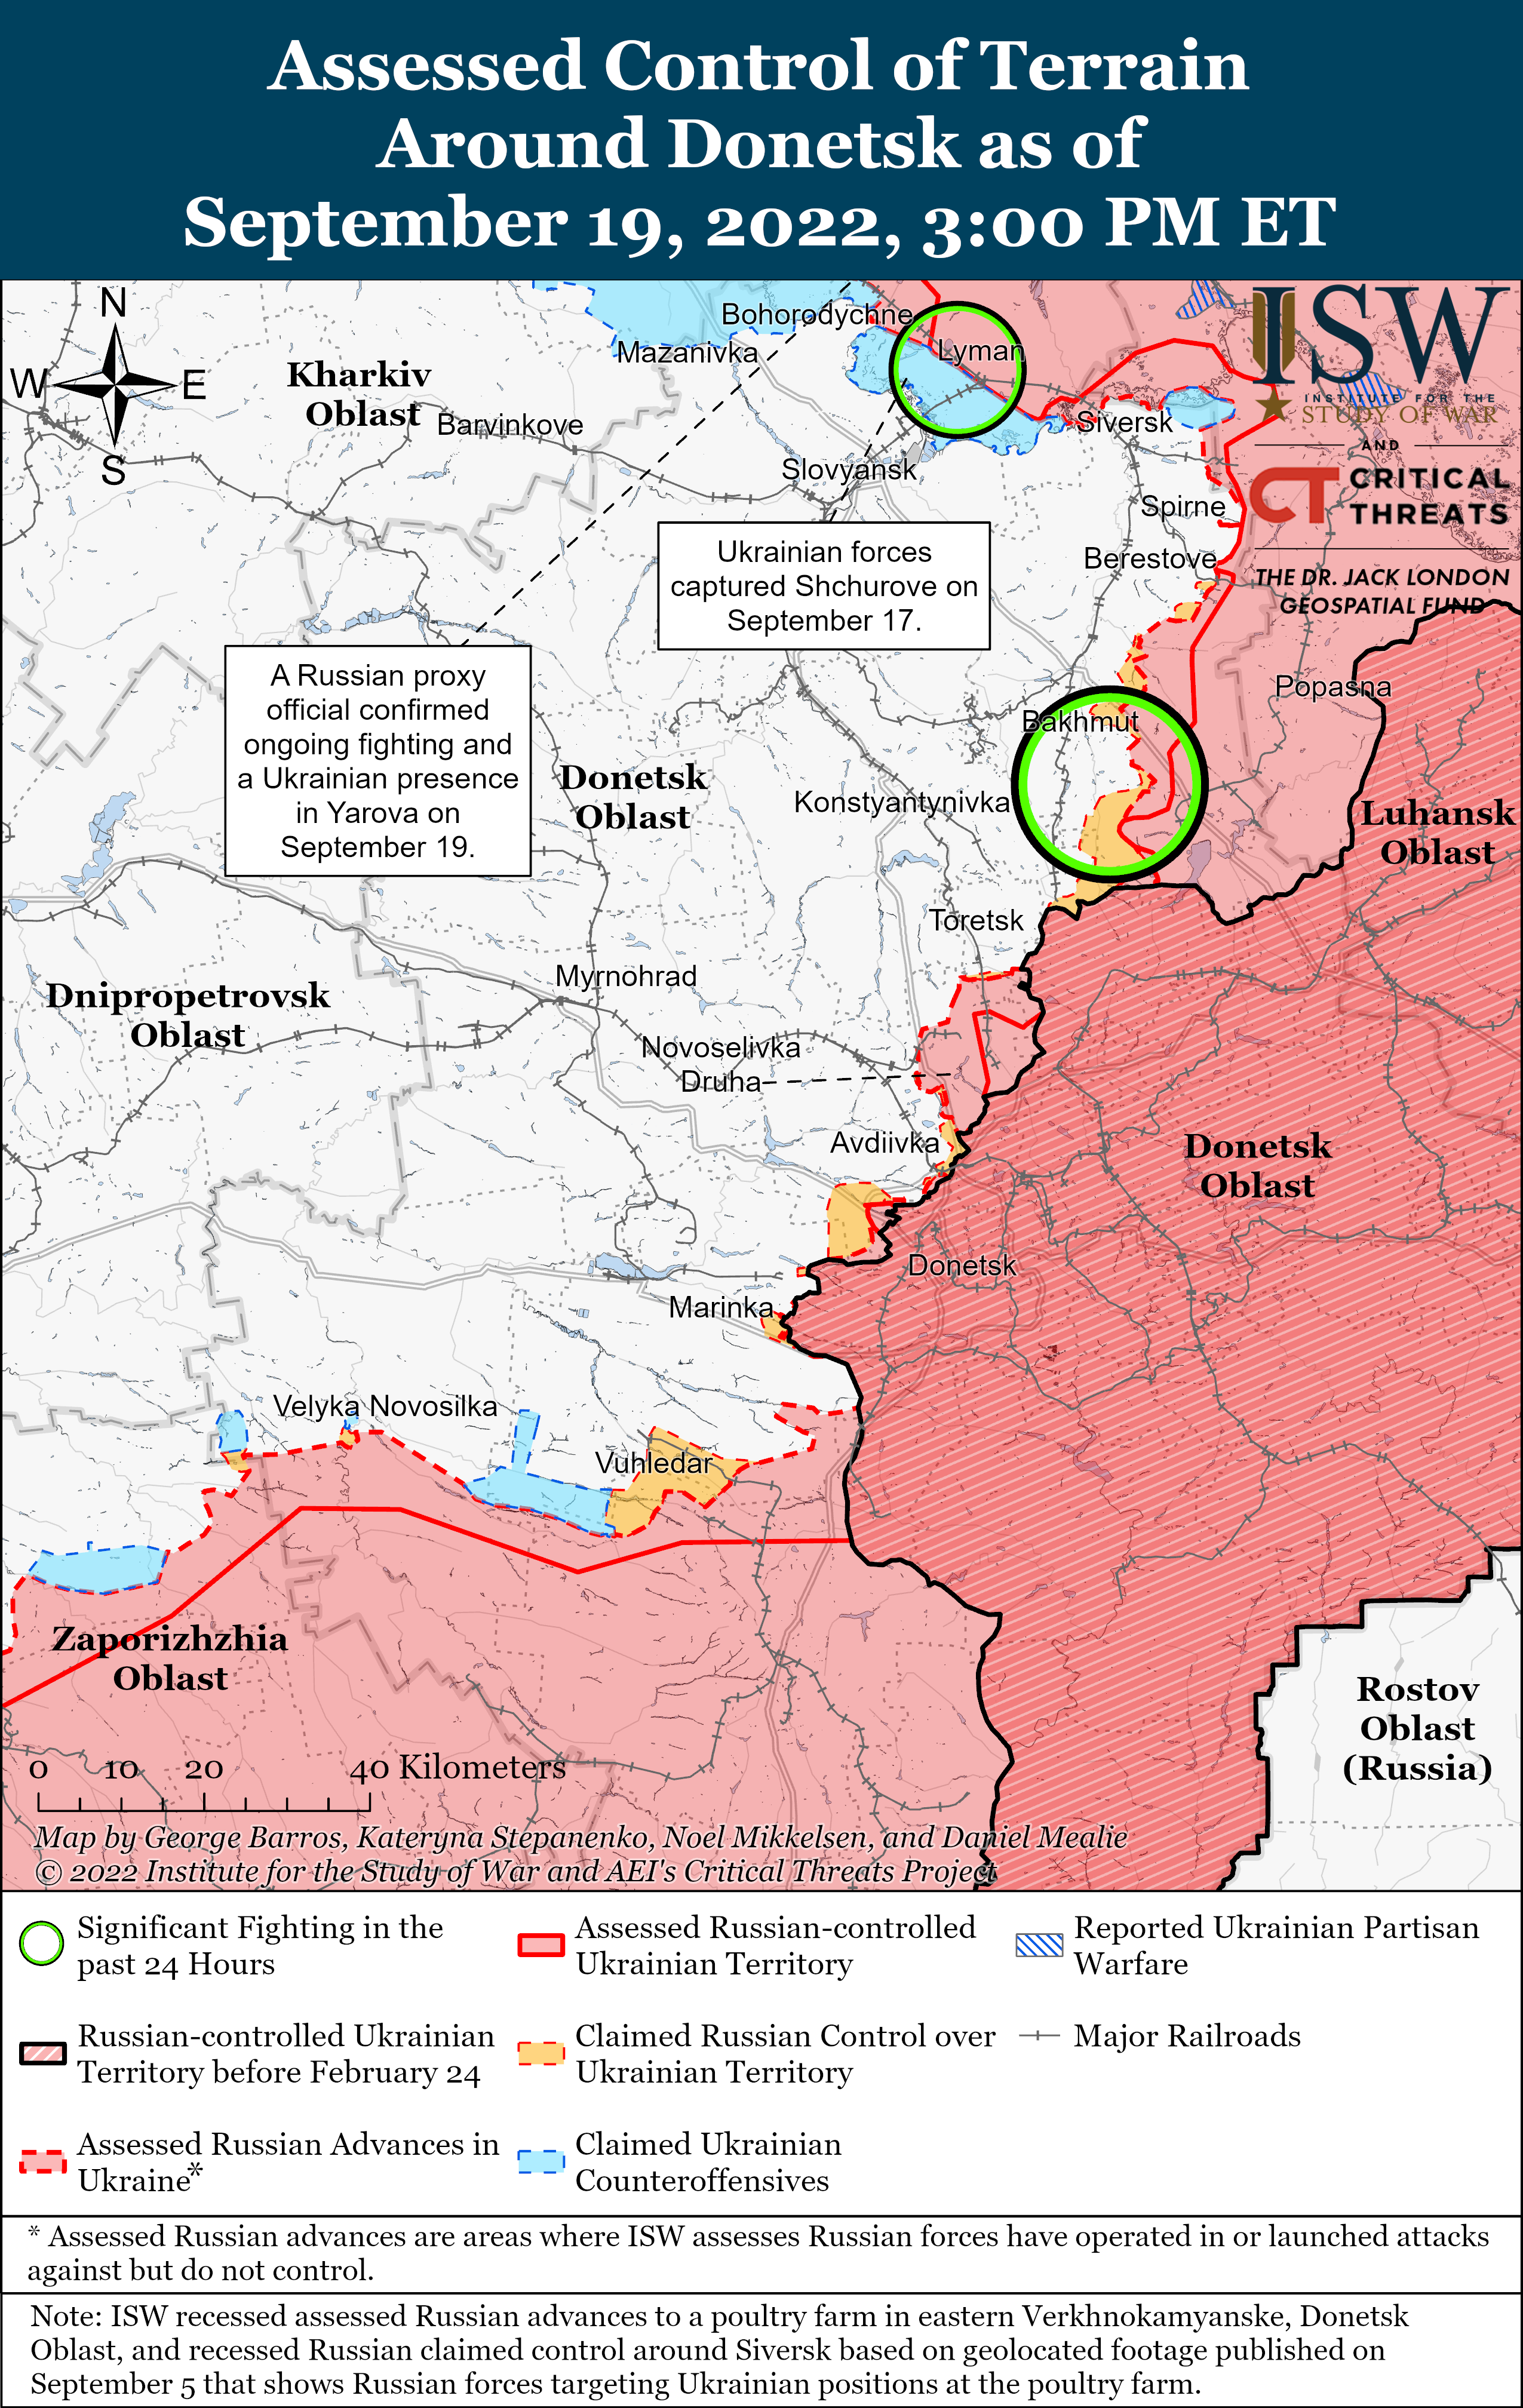 Assessed Control of Terrain
Around Donetsk as of
September 19, 2022, 3:00 PM ET
N
W
E
S
Kharkiv
Oblast
Bohorodychne
Mazanivka
Lyman
Barvinkove
Siversk
Slovyansk
Spirne
Berestove
ISW
INSTITUTE FOR THE
STUDY OF WAR
AND
CT CRITICAL
THREATS
THE DR. JACK LONDON
GEOSPATIAL FUND
Ukrainian forces
captured Shchurove on
September 17.
A Russian proxy
official confirmed
ongoing fighting and
a Ukrainian presence
in Yarova on
September 19.
Popasna
Bakhmut
Donetsk
Oblast
Konstyantynivka
Luhansk
Oblast
Toretsk
Myrnohrad
Dnipropetrovsk
Oblast
Novoselivka
Druha
Avdiivka
Donetsk
Oblast
Donetsk
Marinka
Velyka Novosilka
Vuhledar
Zaporizhzhia
Oblast
Rostov
Oblast
(Russia)
0 10 20 40 Kilometers
Map by George Barros, Kateryna Stepanenko, Noel Mikkelsen, and Daniel Mealie
© 2022 Institute for the Study of War and AEI's Critical Threats Project
Significant Fighting in the
past 24 Hours
Russian-controlled Ukrainian
Territory before February 24
Assessed Russian Advances in
Ukraine*
Assessed Russian-controlled
Ukrainian Territory
Claimed Russian Control over
Ukrainian Territory
Claimed Ukrainian
Counteroffensives
Reported Ukrainian Partisan
Warfare
Major Railroads
* Assessed Russian advances are areas where ISW assesses Russian forces have operated in or launched attacks
against but do not control.
Note: ISW recessed assessed Russian advances to a poultry farm in eastern Verkhnokamyanske, Donetsk
Oblast, and recessed Russian claimed control around Siversk based on geolocated footage published on
September 5 that shows Russian forces targeting Ukrainian positions at the poultry farm.